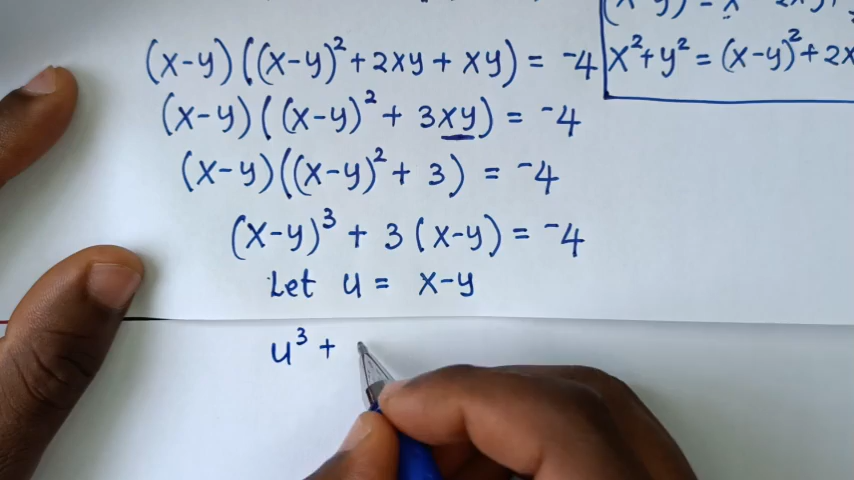 (x-y)((x-y)²+2xy+xy) = ⁻4
x²+y² = (x-y)²+2x
(x-y)((x-y)² + 3xy) = ⁻4
(x-y)((x-y)² + 3) = ⁻4
(x-y)³ + 3(x-y) = ⁻4
Let u = x-y
u³ +